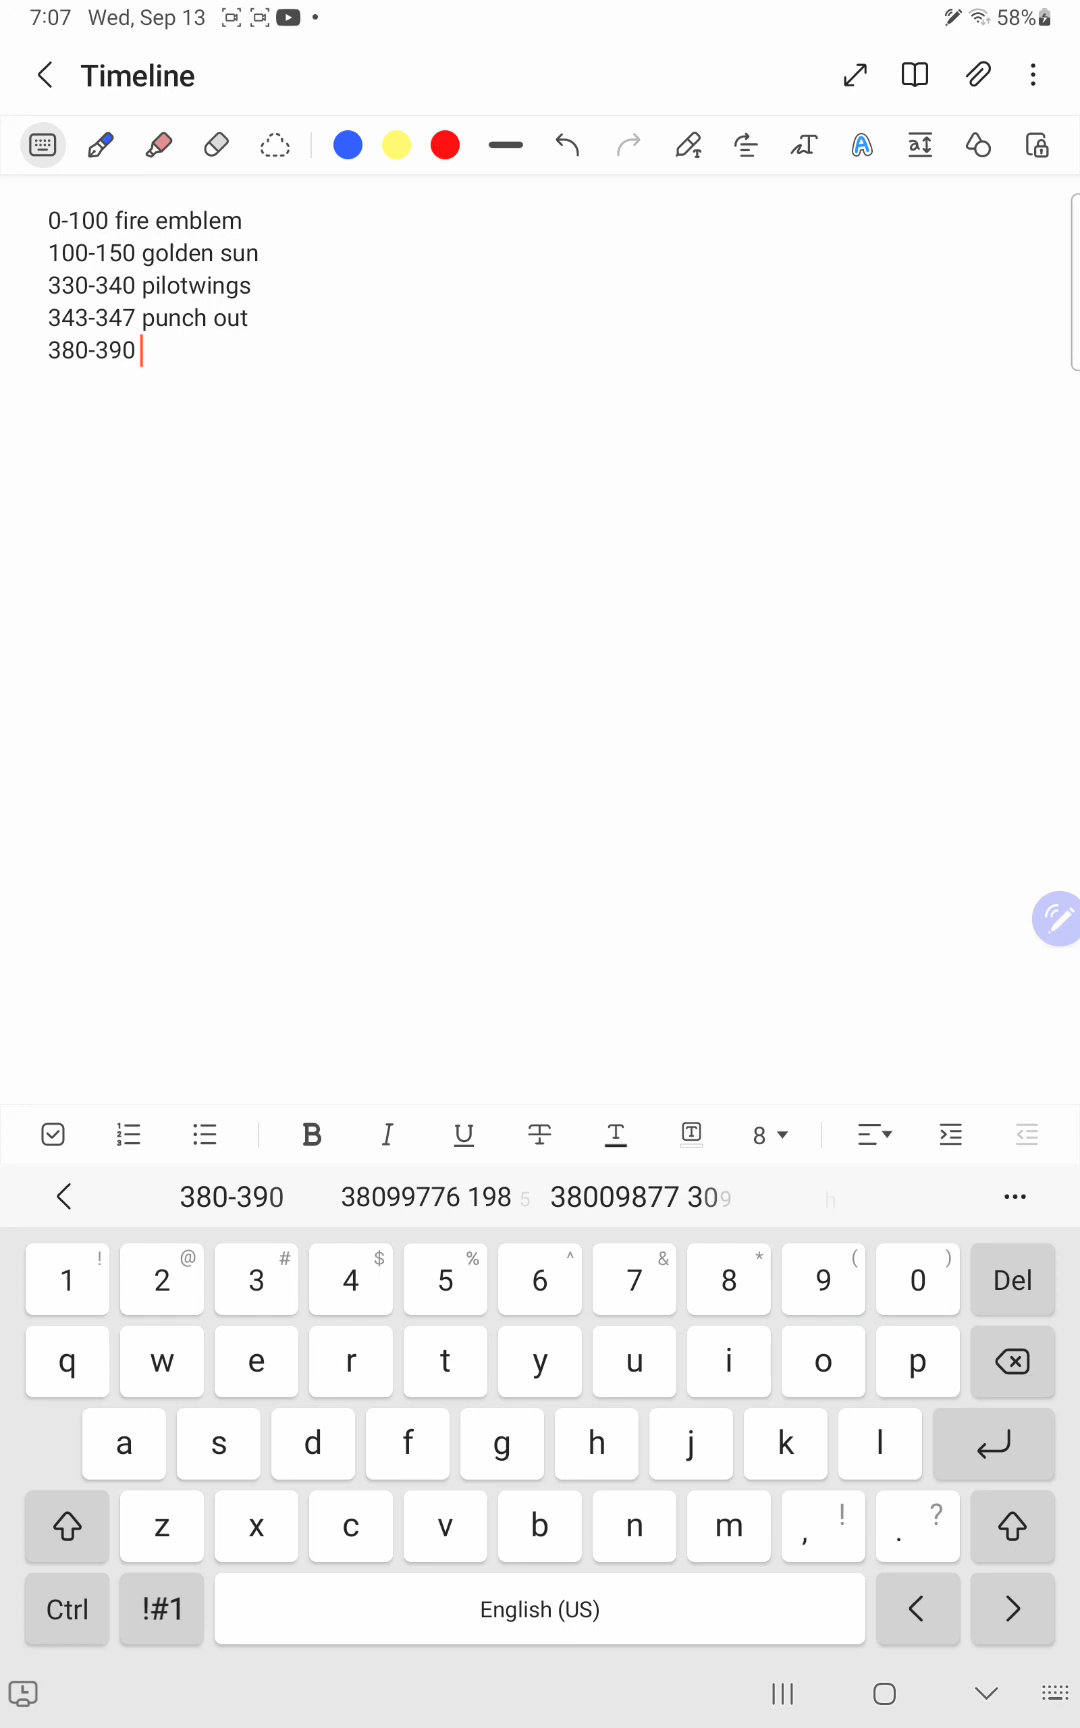 7:07 Wed, Sep 13 58%
Timeline
0-100 fire emblem
100-150 golden sun
330-340 pilotwings
343-347 punch out
380-390
B I U T T T 8
380-390 38099776 198 5 38009877 309 h ...
! @ # $ % ^ & * ( )
1 2 3 4 5 6 7 8 9 0 Del
q w e r t y u i o p
a s d f g h j k l
z x c v b n m , ! . ?
Ctrl !#1 English (US) < >